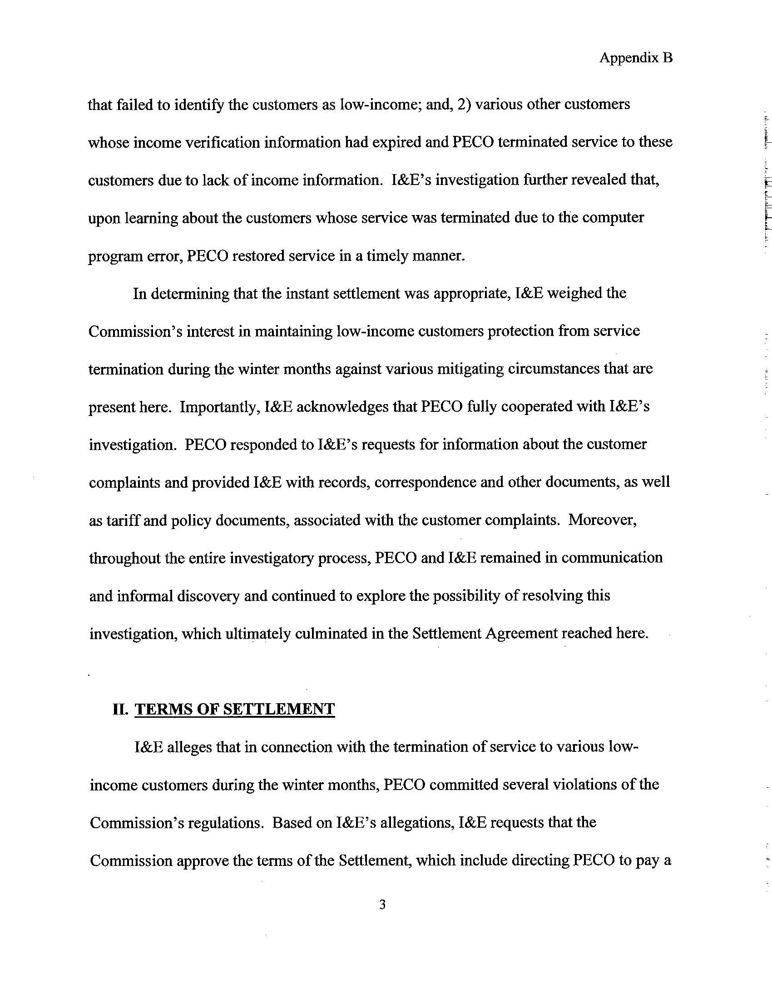 Appendix B
that failed to identify the customers as low-income; and, 2) various other customers
whose income verification information had expired and PECO terminated service to these
customers due to lack of income information.  I&E's investigation further revealed that,
upon learning about the customers whose service was terminated due to the computer
program error, PECO restored service in a timely manner.
In determining that the instant settlement was appropriate, I&E weighed the
Commission's interest in maintaining low-income customers protection from service
termination during the winter months against various mitigating circumstances that are
present here.  Importantly, I&E acknowledges that PECO fully cooperated with I&E's
investigation.  PECO responded to I&E's requests for information about the customer
complaints and provided I&E with records, correspondence and other documents, as well
as tariff and policy documents, associated with the customer complaints.  Moreover,
throughout the entire investigatory process, PECO and I&E remained in communication
and informal discovery and continued to explore the possibility of resolving this
investigation, which ultimately culminated in the Settlement Agreement reached here.
II. TERMS OF SETTLEMENT
I&E alleges that in connection with the termination of service to various low-
income customers during the winter months, PECO committed several violations of the
Commission's regulations.  Based on I&E's allegations, I&E requests that the
Commission approve the terms of the Settlement, which include directing PECO to pay a
3